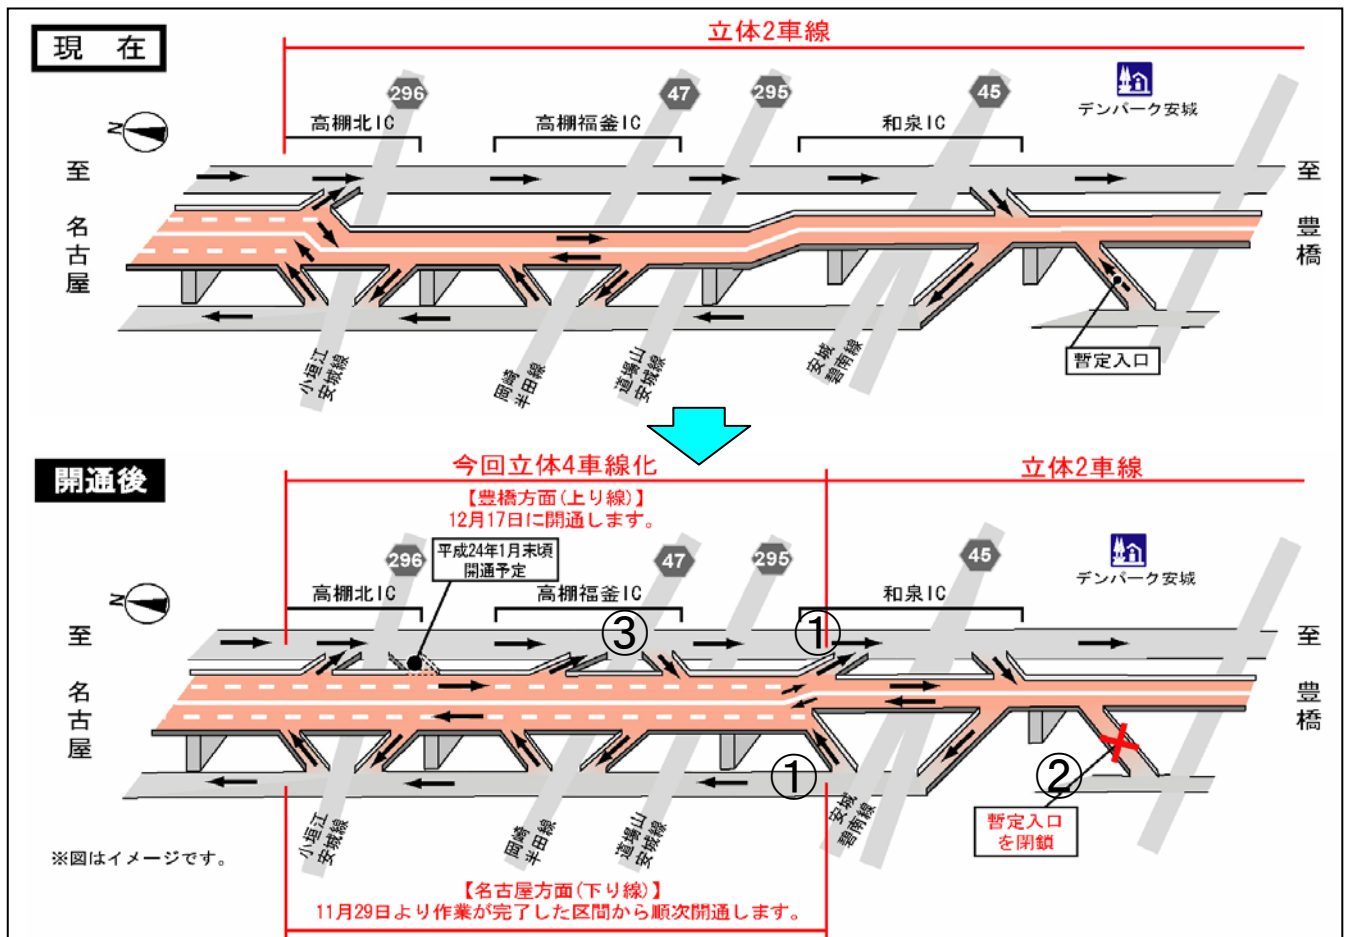 現 在
立体2車線
296
47
295
45
デンパーク安城
N
高棚北IC
高棚福釜IC
和泉IC
至 名古屋
至 豊橋
小垣江安城線
岡崎半田線
道場山安城線
安城碧南線
暫定入口
開通後
今回立体4車線化
立体2車線
【豊橋方面(上り線)】
12月17日に開通します。
平成24年1月末頃
開通予定
296
47
295
45
デンパーク安城
N
高棚北IC
高棚福釜IC
和泉IC
至 名古屋
③
①
至 豊橋
①
②
小垣江安城線
岡崎半田線
道場山安城線
安城碧南線
暫定入口
を閉鎖
※図はイメージです。
【名古屋方面(下り線)】
11月29日より作業が完了した区間から順次開通します。